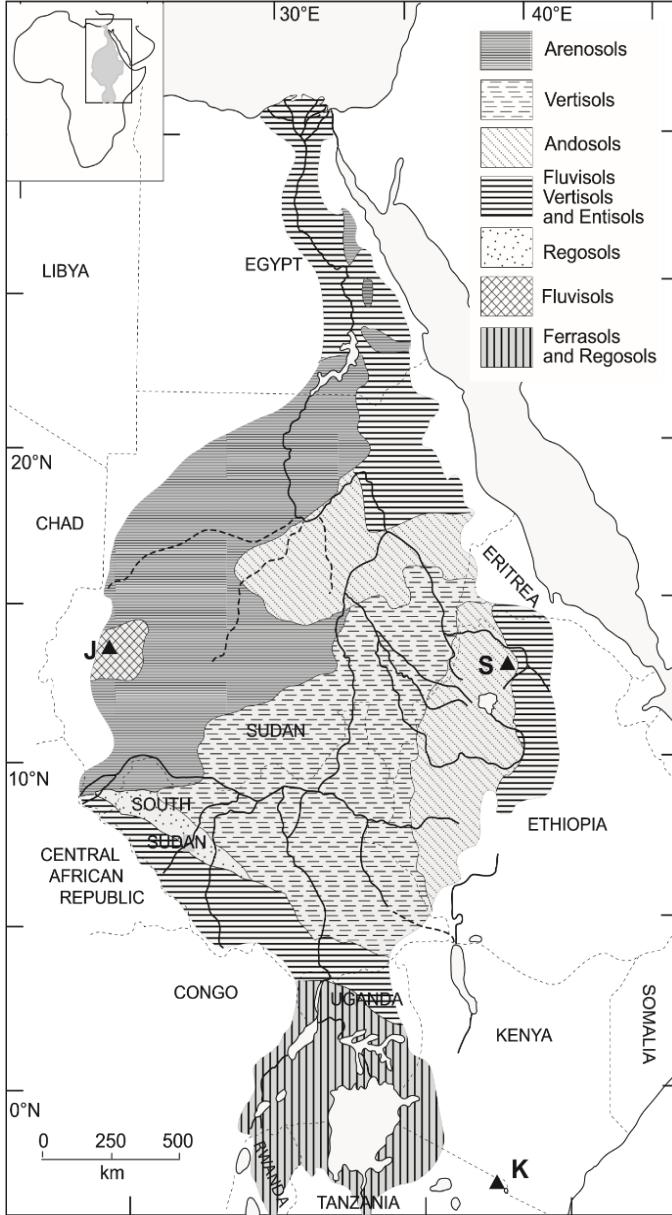 30°E
40°E
Arenosols
Vertisols
Andosols
Fluvisols
Vertisols
and Entisols
Regosols
Fluvisols
Ferrasols
and Regosols
LIBYA
EGYPT
20°N
CHAD
ERITREA
J
S
SUDAN
10°N
SOUTH
SUDAN
ETHIOPIA
CENTRAL
AFRICAN
REPUBLIC
CONGO
UGANDA
KENYA
SOMALIA
0°N
0 250 500
km
RWANDA
K
TANZANIA